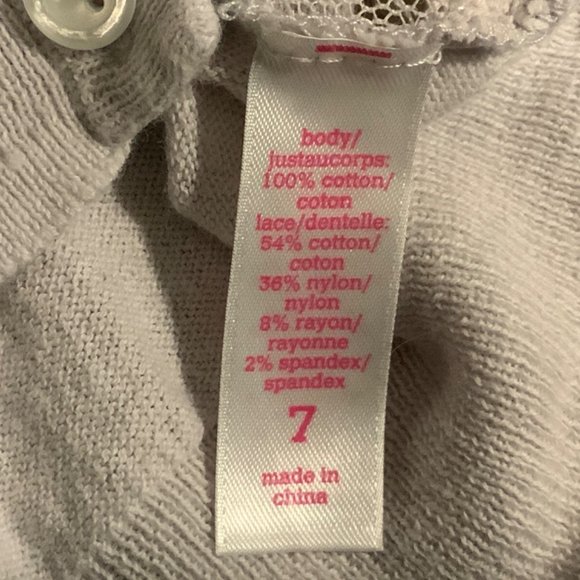 body/
justaucorps:
100% cotton/
coton
lace/dentelle:
54% cotton/
coton
36% nylon/
nylon
8% rayon/
rayonne
2% spandex/
spandex
7
made in
china